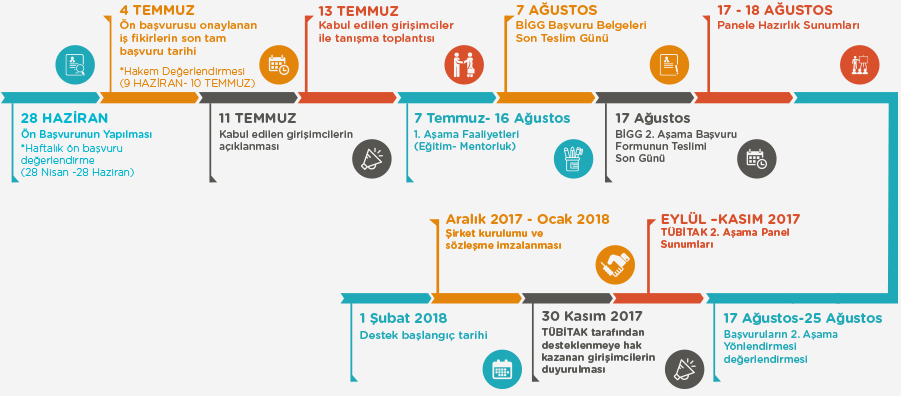 4 TEMMUZ
Ön başvurusu onaylanan
iş fikirlerin son tam
başvuru tarihi
*Hakem Değerlendirmesi
(9 HAZİRAN- 10 TEMMUZ)
13 TEMMUZ
Kabul edilen girişimciler
ile tanışma toplantısı
7 AĞUSTOS
BİGG Başvuru Belgeleri
Son Teslim Günü
17 - 18 AĞUSTOS
Panele Hazırlık Sunumları
28 HAZİRAN
Ön Başvurunun Yapılması
*Haftalık ön başvuru
değerlendirme
(28 Nisan -28 Haziran)
11 TEMMUZ
Kabul edilen girişimcilerin
açıklanması
7 Temmuz- 16 Ağustos
1. Aşama Faaliyetleri
(Eğitim- Mentorluk)
17 Ağustos
BİGG 2. Aşama Başvuru
Formunun Teslimi
Son Günü
Aralık 2017 - Ocak 2018
Şirket kurulumu ve
sözleşme imzalanması
EYLÜL –KASIM 2017
TÜBİTAK 2. Aşama Panel
Sunumları
1 Şubat 2018
Destek başlangıç tarihi
30 Kasım 2017
TÜBİTAK tarafından
desteklenmeye hak
kazanan girişimcilerin
duyurulması
17 Ağustos-25 Ağustos
Başvuruların 2. Aşama
Yönlendirmesi
değerlendirmesi